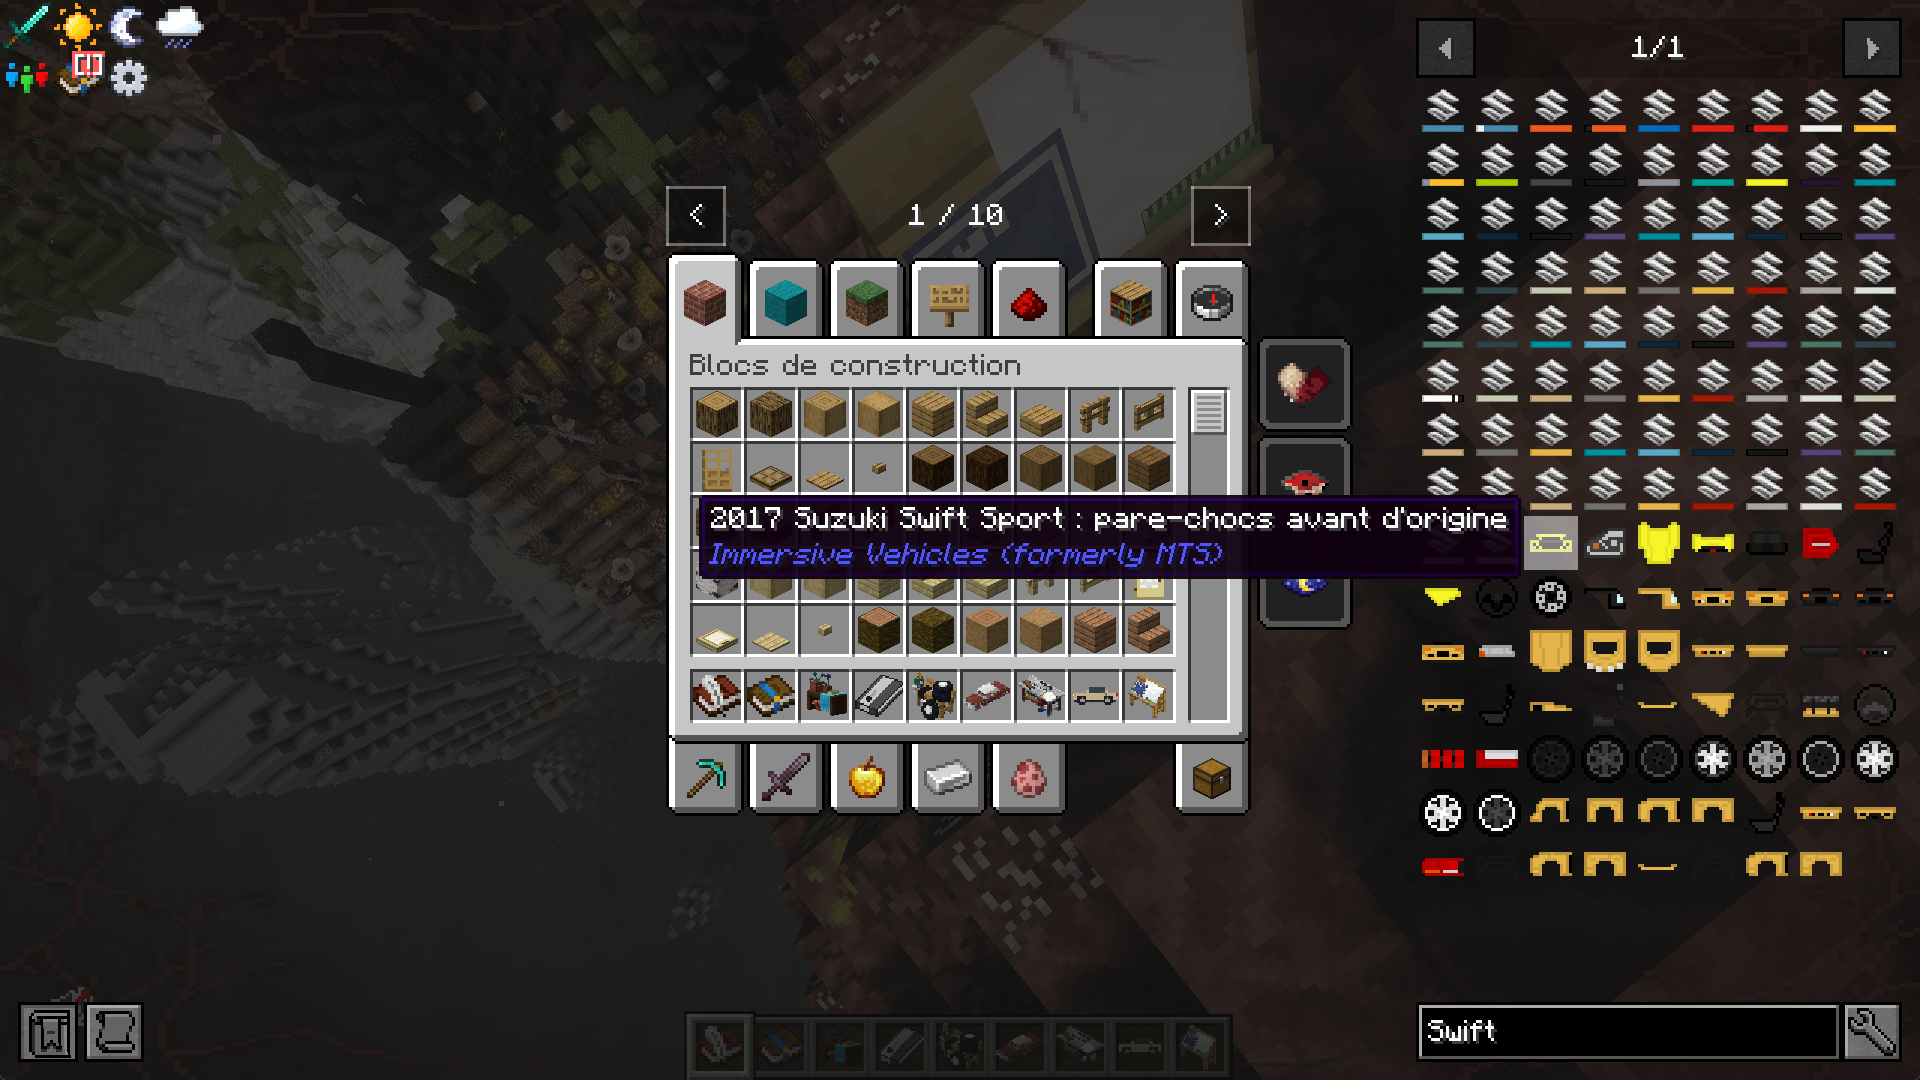 1/1
1 / 10
Blocs de construction
2017 Suzuki Swift Sport : pare-chocs avant d'origine
Immersive Vehicles (formerly MTS)
Swift